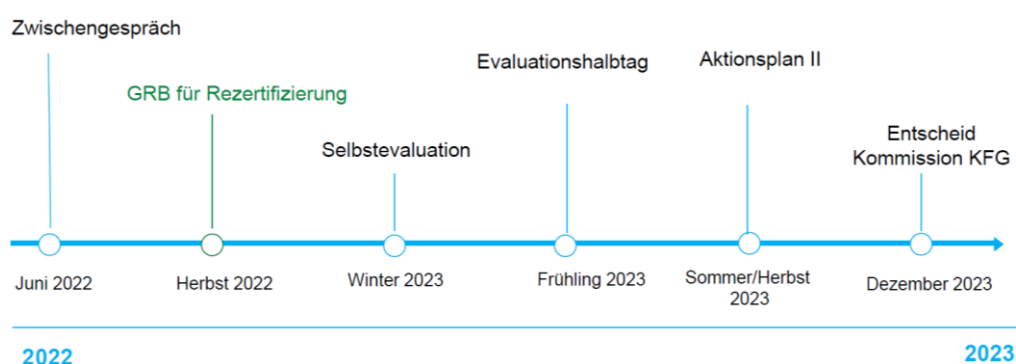 Zwischengespräch
GRB für Rezertifizierung
Selbstevaluation
Evaluationshalbtag
Aktionsplan II
Entscheid
Kommission KFG
Juni 2022
Herbst 2022
Winter 2023
Frühling 2023
Sommer/Herbst
2023
Dezember 2023
2022
2023